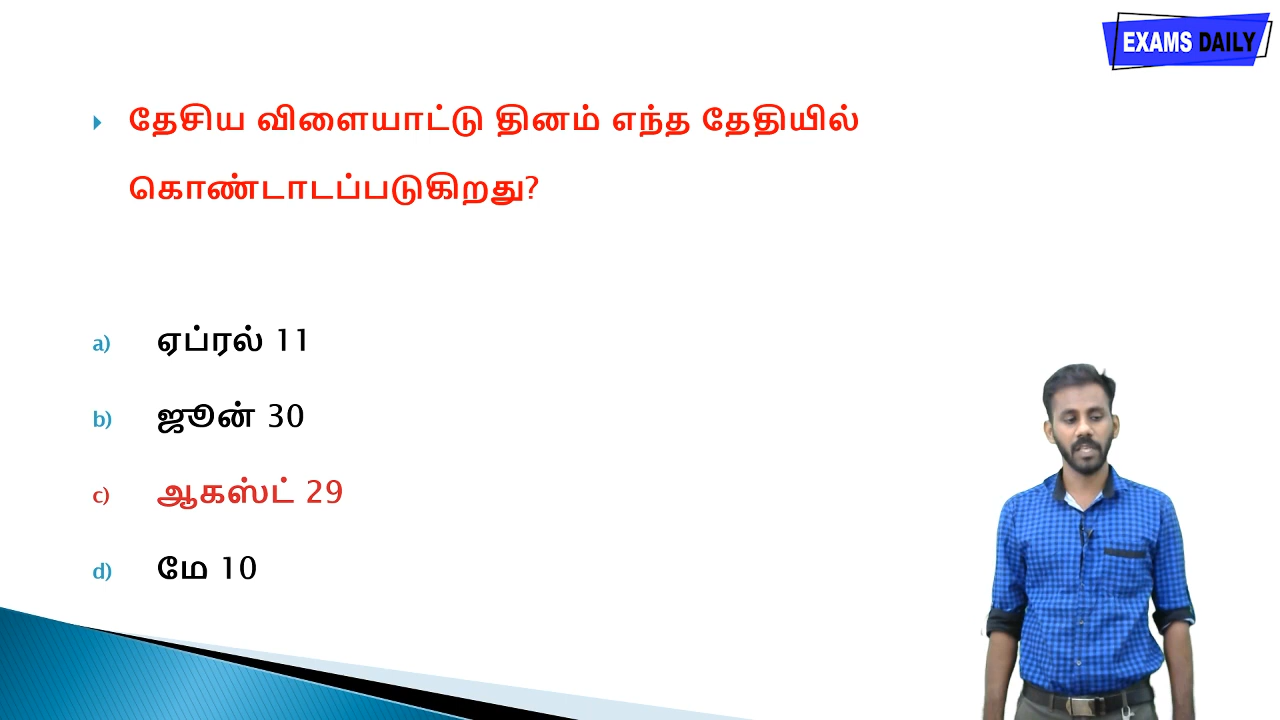 EXAMS DAILY
தேசிய விளையாட்டு தினம் எந்த தேதியில்
கொண்டாடப்படுகிறது?
a) ஏப்ரல் 11
b) ஜூன் 30
c) ஆகஸ்ட் 29
d) மே 10